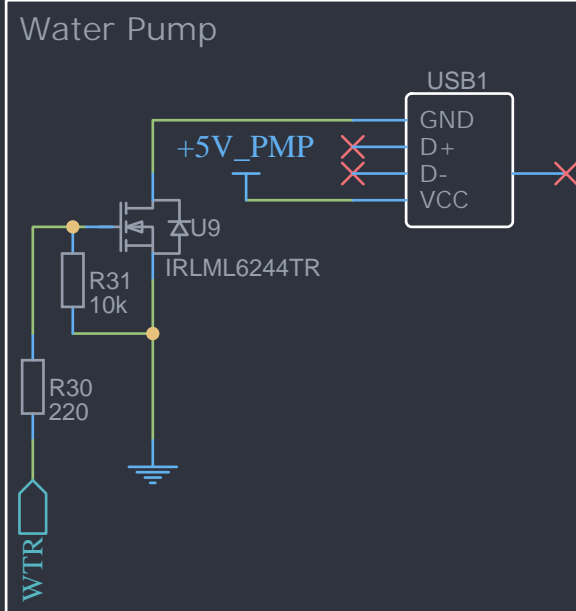 Water Pump
USB1
GND
+5V_PMP
D+
D-
VCC
U9
IRLML6244TR
R31
10k
R30
220
WTR